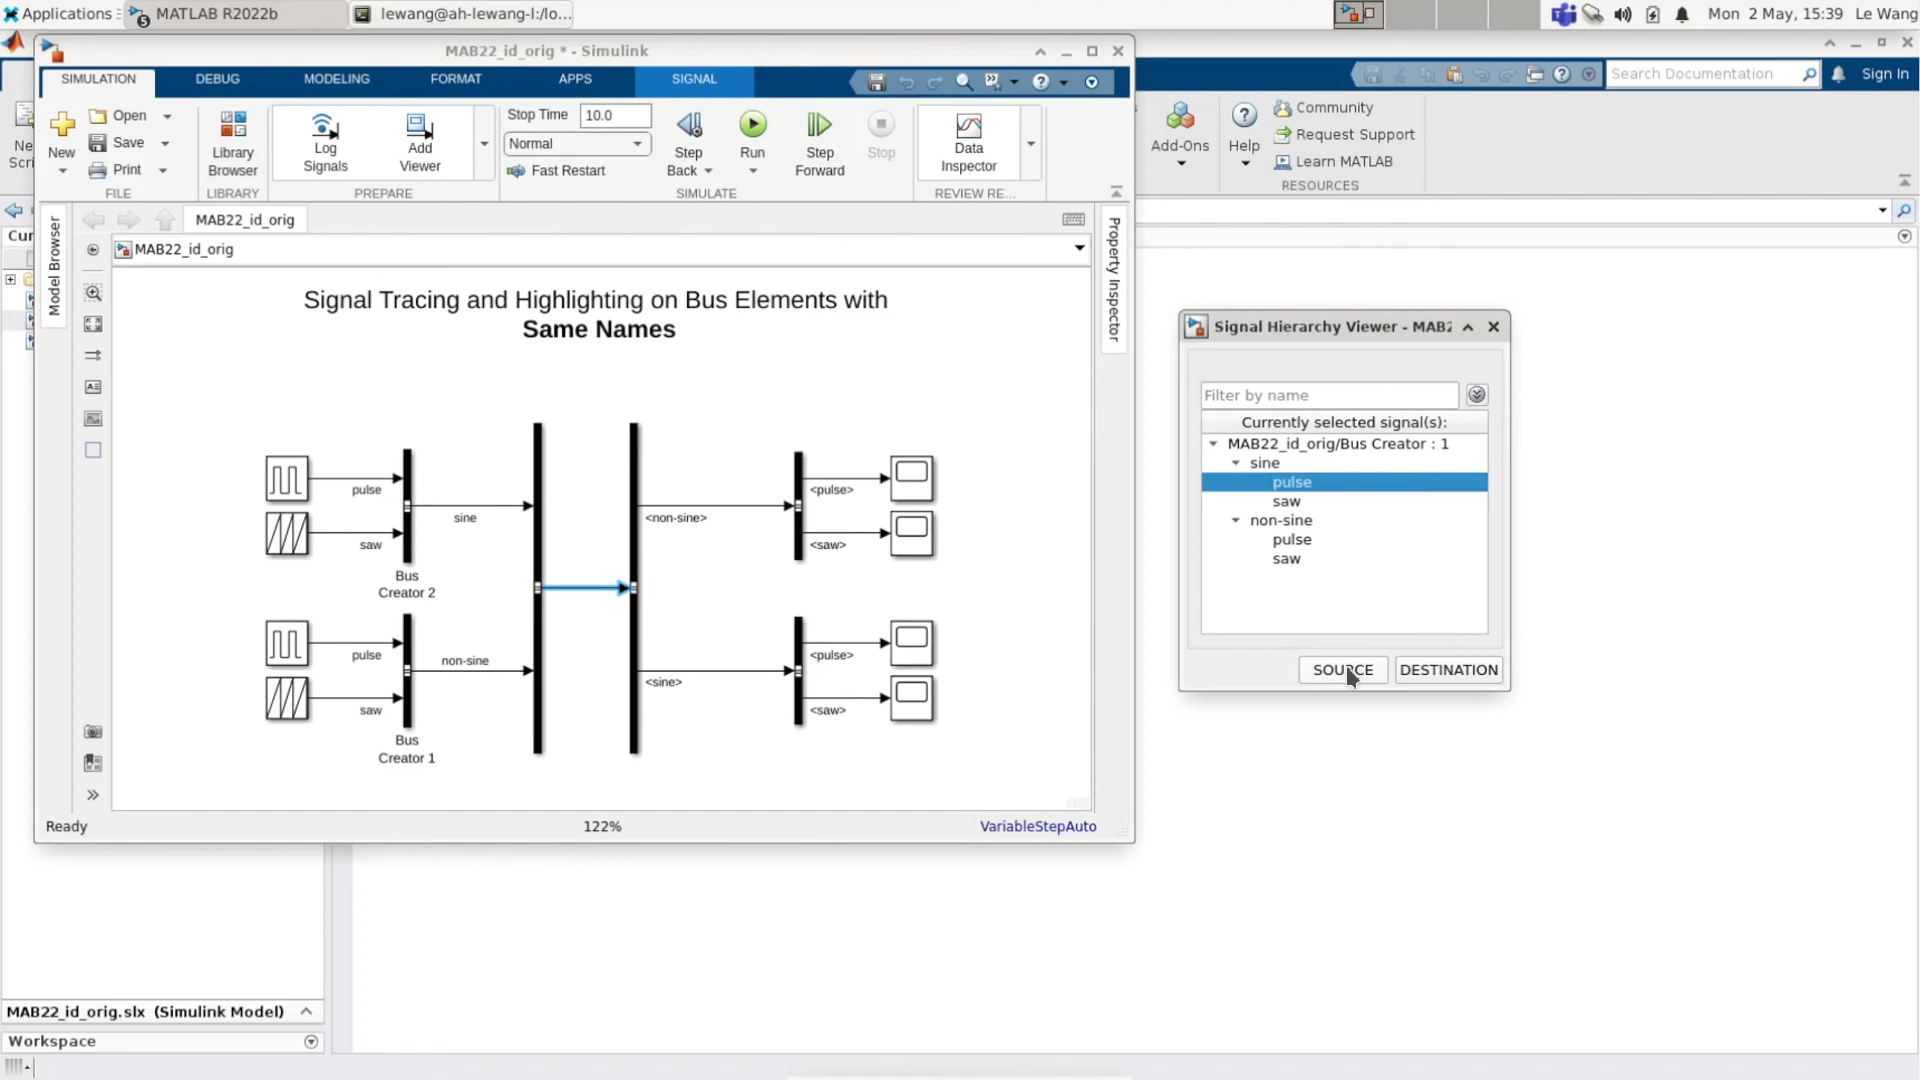 Applications
MATLAB R2022b
lewang@ah-lewang-l:/lo...
Mon 2 May, 15:39
Le Wang
MAB22_id_orig * - Simulink
SIMULATION
DEBUG
MODELING
FORMAT
APPS
SIGNAL
Search Documentation
Sign In
New
Open
Save
Print
FILE
Library
Browser
LIBRARY
Log
Signals
Add
Viewer
PREPARE
Stop Time
10.0
Normal
Fast Restart
Step
Back
Run
Step
Forward
Stop
SIMULATE
Data
Inspector
REVIEW RE...
Add-Ons
Help
Community
Request Support
Learn MATLAB
RESOURCES
Ne
Scri
Cur
Model Browser
MAB22_id_orig
MAB22_id_orig
Property Inspector
Signal Tracing and Highlighting on Bus Elements with
Same Names
pulse
saw
Bus
Creator 2
sine
<non-sine>
<pulse>
<saw>
pulse
saw
Bus
Creator 1
non-sine
<sine>
<pulse>
<saw>
Ready
122%
VariableStepAuto
Signal Hierarchy Viewer - MAB2
Filter by name
Currently selected signal(s):
MAB22_id_orig/Bus Creator : 1
sine
pulse
saw
non-sine
pulse
saw
SOURCE
DESTINATION
MAB22_id_orig.slx (Simulink Model)
Workspace